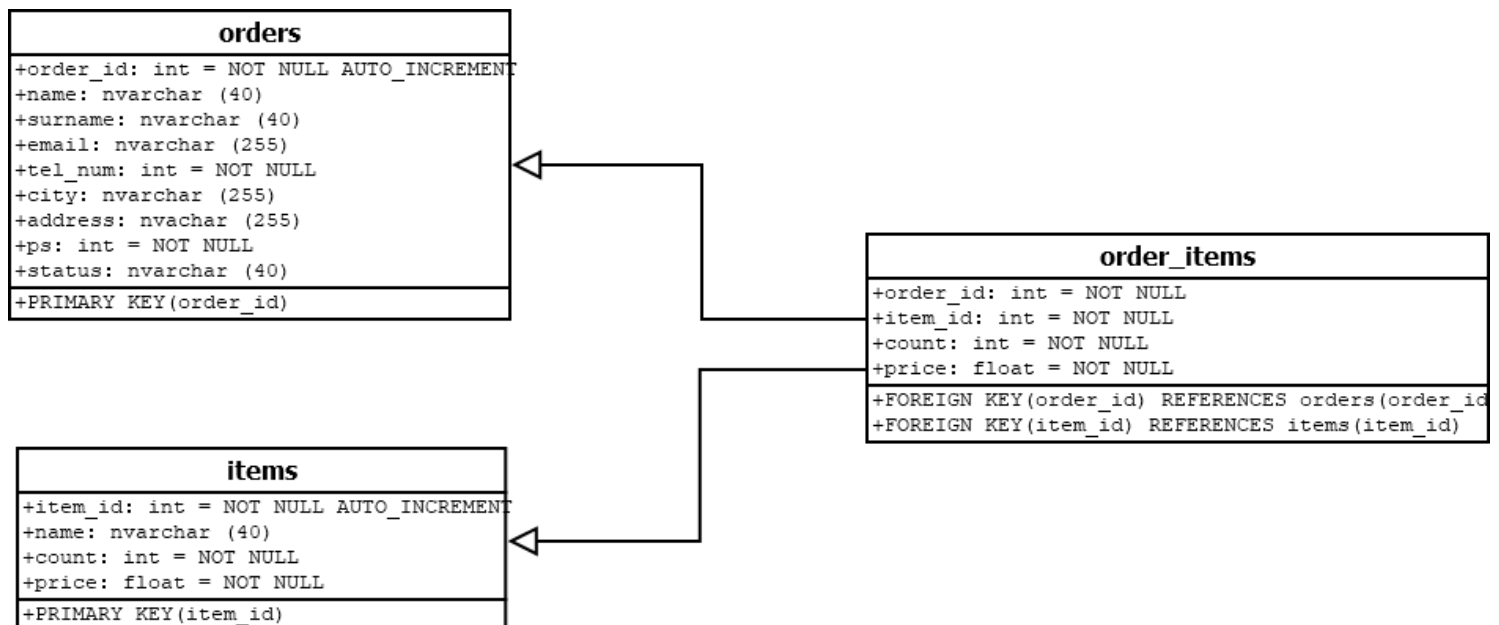 orders
+order_id: int = NOT NULL AUTO_INCREMENT
+name: nvarchar (40)
+surname: nvarchar (40)
+email: nvarchar (255)
+tel_num: int = NOT NULL
+city: nvarchar (255)
+address: nvachar (255)
+ps: int = NOT NULL
+status: nvarchar (40)
+PRIMARY KEY(order_id)
order_items
+order_id: int = NOT NULL
+item_id: int = NOT NULL
+count: int = NOT NULL
+price: float = NOT NULL
+FOREIGN KEY(order_id) REFERENCES orders(order_id
+FOREIGN KEY(item_id) REFERENCES items(item_id)
items
+item_id: int = NOT NULL AUTO_INCREMENT
+name: nvarchar (40)
+count: int = NOT NULL
+price: float = NOT NULL
+PRIMARY KEY(item_id)